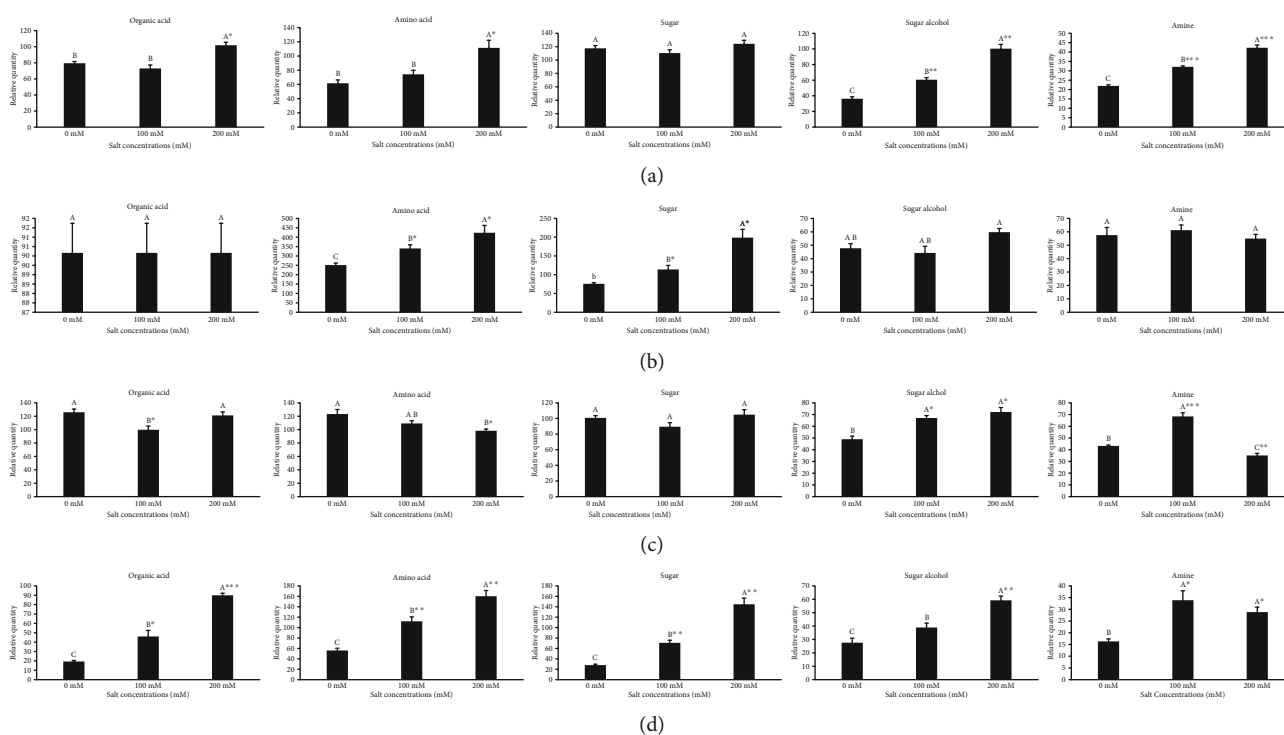 Organic acid
Relative quantity
120
100
80
60
40
20
0
B
B
A*
0 mM 100 mM 200 mM
Salt concentrations (mM)
Amino acid
Relative quantity
140
120
100
80
60
40
20
0
B
B
A*
0 mM 100 mM 200 mM
Salt concentrations (mM)
Sugar
Relative quantity
140
120
100
80
60
40
20
0
A
A
A
0 mM 100 mM 200 mM
Salt concentrations (mM)
Sugar alcohol
Relative quantity
120
100
80
60
40
20
0
C
B**
A**
0 mM 100 mM 200 mM
Salt concentrations (mM)
Amine
Relative quantity
50
45
40
35
30
25
20
15
10
5
0
C
B***
A***
0 mM 100 mM 200 mM
Salt concentrations (mM)
(a)
Organic acid
Relative quantity
92
92
91
91
90
90
89
89
88
88
87
A
A
A
0 mM 100 mM 200 mM
Salt concentrations (mM)
Amino acid
Relative quantity
500
450
400
350
300
250
200
150
100
50
0
C
B*
A*
0 mM 100 mM 200 mM
Salt concentrations (mM)
Sugar
Relative quantity
250
200
150
100
50
0
b
B*
A*
0 mM 100 mM 200 mM
Salt concentrations (mM)
Sugar alcohol
Relative quantity
70
60
50
40
30
20
10
0
A B
A B
A
0 mM 100 mM 200 mM
Salt concentrations (mM)
Amine
Relative quantity
70
60
50
40
30
20
10
0
A
A
A
0 mM 100 mM 200 mM
Salt concentrations (mM)
(b)
Organic acid
Relative quantity
140
120
100
80
60
40
20
0
A
B*
A
0 mM 100 mM 200 mM
Salt concentrations (mM)
Amino acid
Relative quantity
140
120
100
80
60
40
20
0
A
A B
B*
0 mM 100 mM 200 mM
Salt concentrations (mM)
Sugar
Relative quantity
120
100
80
60
40
20
0
A
A
A
0 mM 100 mM 200 mM
Salt concentrations (mM)
Sugar alchol
Relative quantity
80
70
60
50
40
30
20
10
0
B
A*
A*
0 mM 100 mM 200 mM
Salt concentrations (mM)
Amine
Relative quantity
80
70
60
50
40
30
20
10
0
B
A***
C**
0 mM 100 mM 200 mM
Salt concentrations (mM)
(c)
Organic acid
Relative quantity
100
90
80
70
60
50
40
30
20
10
0
C
B*
A***
0 mM 100 mM 200 mM
Salt concentrations (mM)
Amino acid
Relative quantity
180
160
140
120
100
80
60
40
20
0
C
B**
A**
0 mM 100 mM 200 mM
Salt concentrations (mM)
Sugar
Relative quantity
180
160
140
120
100
80
60
40
20
0
C
B**
A**
0 mM 100 mM 200 mM
Salt concentrations (mM)
Sugar alcohol
Relative quantity
70
60
50
40
30
20
10
0
C
B
A**
0 mM 100 mM 200 mM
Salt concentrations (mM)
Amine
Relative quantity
40
35
30
25
20
15
10
5
0
B
A*
A*
0 mM 100 mM 200 mM
Salt Concentrations (mM)
(d)